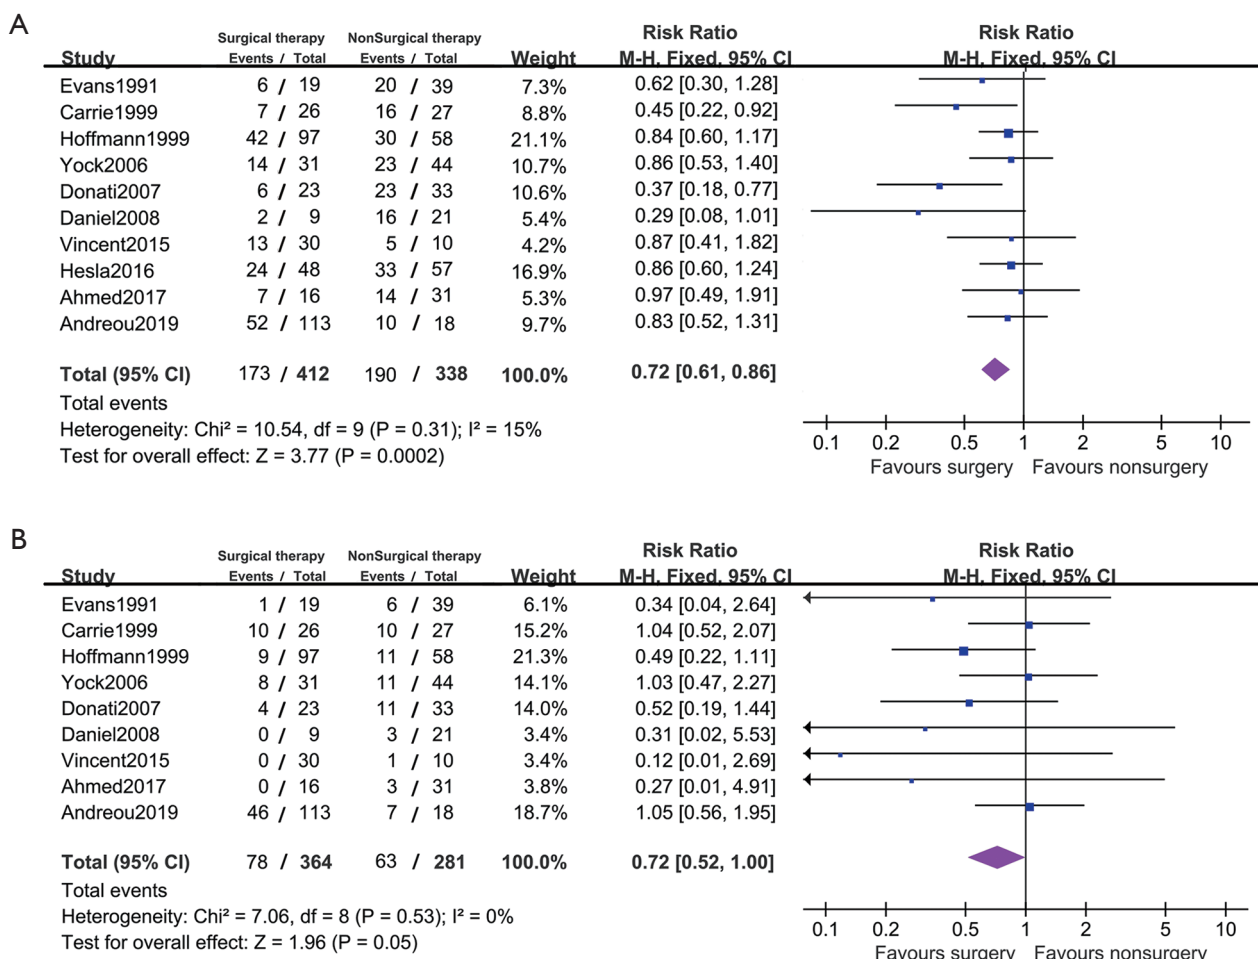 A
Surgical therapy NonSurgical therapy Risk Ratio Risk Ratio
Study Events / Total Events / Total Weight M-H, Fixed, 95% CI M-H, Fixed, 95% CI
Evans1991 6 / 19 20 / 39 7.3% 0.62 [0.30, 1.28]
Carrie1999 7 / 26 16 / 27 8.8% 0.45 [0.22, 0.92]
Hoffmann1999 42 / 97 30 / 58 21.1% 0.84 [0.60, 1.17]
Yock2006 14 / 31 23 / 44 10.7% 0.86 [0.53, 1.40]
Donati2007 6 / 23 23 / 33 10.6% 0.37 [0.18, 0.77]
Daniel2008 2 / 9 16 / 21 5.4% 0.29 [0.08, 1.01]
Vincent2015 13 / 30 5 / 10 4.2% 0.87 [0.41, 1.82]
Hesla2016 24 / 48 33 / 57 16.9% 0.86 [0.60, 1.24]
Ahmed2017 7 / 16 14 / 31 5.3% 0.97 [0.49, 1.91]
Andreou2019 52 / 113 10 / 18 9.7% 0.83 [0.52, 1.31]
Total (95% CI) 173 / 412 190 / 338 100.0% 0.72 [0.61, 0.86]
Total events
Heterogeneity: Chi² = 10.54, df = 9 (P = 0.31); I² = 15%
Test for overall effect: Z = 3.77 (P = 0.0002)
0.1 0.2 0.5 1 2 5 10
Favours surgery Favours nonsurgery
B
Surgical therapy NonSurgical therapy Risk Ratio Risk Ratio
Study Events / Total Events / Total Weight M-H, Fixed, 95% CI M-H, Fixed, 95% CI
Evans1991 1 / 19 6 / 39 6.1% 0.34 [0.04, 2.64]
Carrie1999 10 / 26 10 / 27 15.2% 1.04 [0.52, 2.07]
Hoffmann1999 9 / 97 11 / 58 21.3% 0.49 [0.22, 1.11]
Yock2006 8 / 31 11 / 44 14.1% 1.03 [0.47, 2.27]
Donati2007 4 / 23 11 / 33 14.0% 0.52 [0.19, 1.44]
Daniel2008 0 / 9 3 / 21 3.4% 0.31 [0.02, 5.53]
Vincent2015 0 / 30 1 / 10 3.4% 0.12 [0.01, 2.69]
Ahmed2017 0 / 16 3 / 31 3.8% 0.27 [0.01, 4.91]
Andreou2019 46 / 113 7 / 18 18.7% 1.05 [0.56, 1.95]
Total (95% CI) 78 / 364 63 / 281 100.0% 0.72 [0.52, 1.00]
Total events
Heterogeneity: Chi² = 7.06, df = 8 (P = 0.53); I² = 0%
Test for overall effect: Z = 1.96 (P = 0.05)
0.1 0.2 0.5 1 2 5 10
Favours surgery Favours nonsurgery